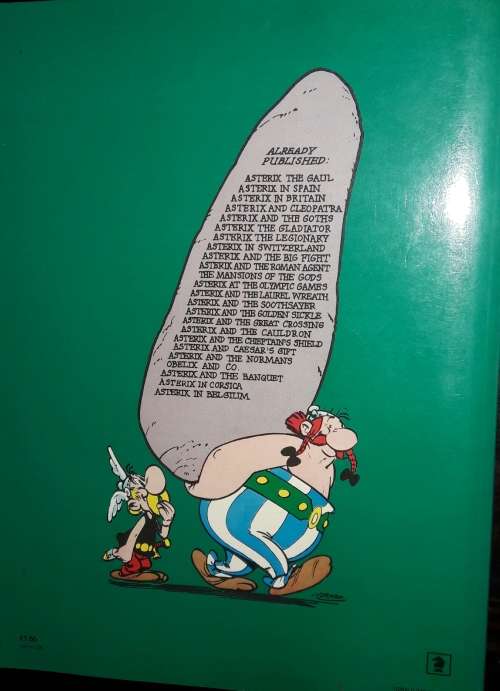 ALREADY
PUBLISHED:
ASTERIX THE GAUL
ASTERIX IN SPAIN
ASTERIX IN BRITAIN
ASTERIX AND CLEOPATRA
ASTERIX AND THE GOTHS
ASTERIX THE GLADIATOR
ASTERIX THE LEGIONARY
ASTERIX IN SWITZERLAND
ASTERIX AND THE BIG FIGHT
ASTERIX AND THE ROMAN AGENT
THE MANSIONS OF THE GODS
ASTERIX AT THE OLYMPIC GAMES
ASTERIX AND THE LAUREL WREATH
ASTERIX AND THE SOOTHSAYER
ASTERIX AND THE GOLDEN SICKLE
ASTERIX AND THE GREAT CROSSING
ASTERIX AND THE CAULDRON
ASTERIX AND THE CHIEFTAIN'S SHIELD
ASTERIX AND CAESAR'S GIFT
ASTERIX AND THE NORMANS
OBELIX AND CO
ASTERIX AND THE BANQUET
ASTERIX IN CORSICA
ASTERIX IN BELGIUM.